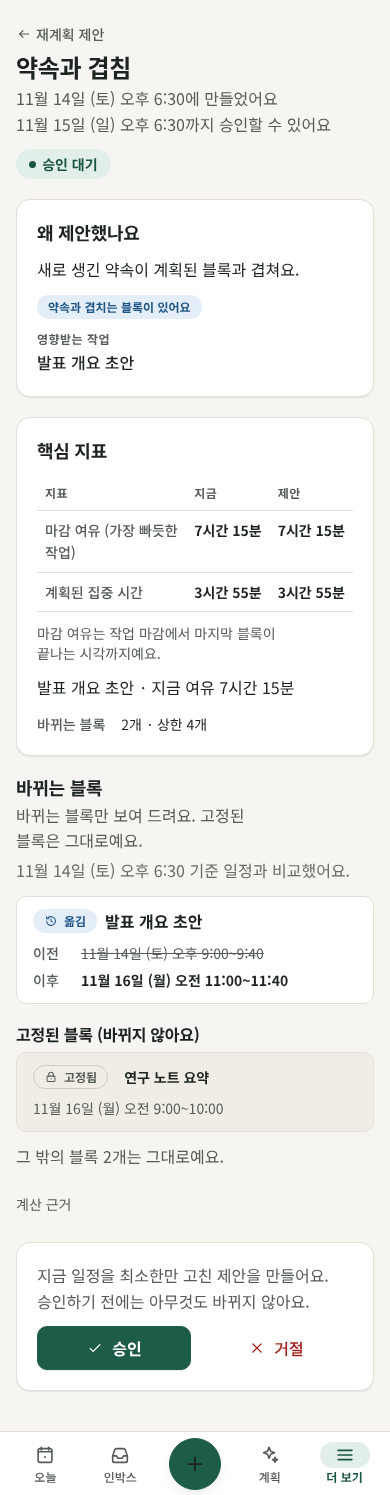 재계획 제안
약속과 겹침
11월 14일 (토) 오후 6:30에 만들었어요
11월 15일 (일) 오후 6:30까지 승인할 수 있어요
승인 대기
왜 제안했나요
새로 생긴 약속이 계획된 블록과 겹쳐요.
약속과 겹치는 블록이 있어요
영향받는 작업
발표 개요 초안
핵심 지표
지표 지금 제안
마감 여유 (가장 빠듯한 7시간 15분 7시간 15분
작업)
계획된 집중 시간 3시간 55분 3시간 55분
마감 여유는 작업 마감에서 마지막 블록이
끝나는 시각까지예요.
발표 개요 초안 · 지금 여유 7시간 15분
바뀌는 블록 2개 · 상한 4개
바뀌는 블록
바뀌는 블록만 보여 드려요. 고정된
블록은 그대로예요.
11월 14일 (토) 오후 6:30 기준 일정과 비교했어요.
옮김 발표 개요 초안
이전 11월 14일 (토) 오후 9:00~9:40
이후 11월 16일 (월) 오전 11:00~11:40
고정된 블록 (바뀌지 않아요)
고정됨 연구 노트 요약
11월 16일 (월) 오전 9:00~10:00
그 밖의 블록 2개는 그대로예요.
계산 근거
지금 일정을 최소한만 고친 제안을 만들어요.
승인하기 전에는 아무것도 바뀌지 않아요.
승인 거절
오늘 인박스 계획 더 보기